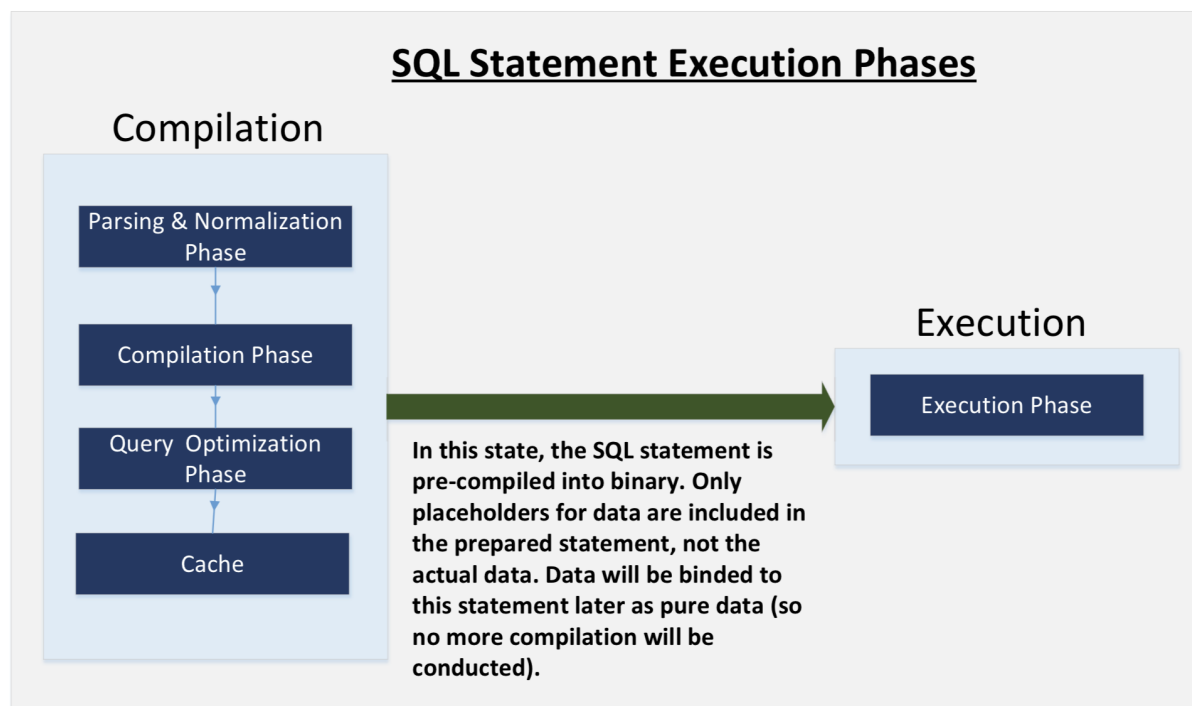 SQL Statement Execution Phases
Compilation
Parsing & Normalization
Phase
Compilation Phase
Query Optimization
Phase
Cache
In this state, the SQL statement is
pre-compiled into binary. Only
placeholders for data are included in
the prepared statement, not the
actual data. Data will be binded to
this statement later as pure data (so
no more compilation will be
conducted).
Execution
Execution Phase